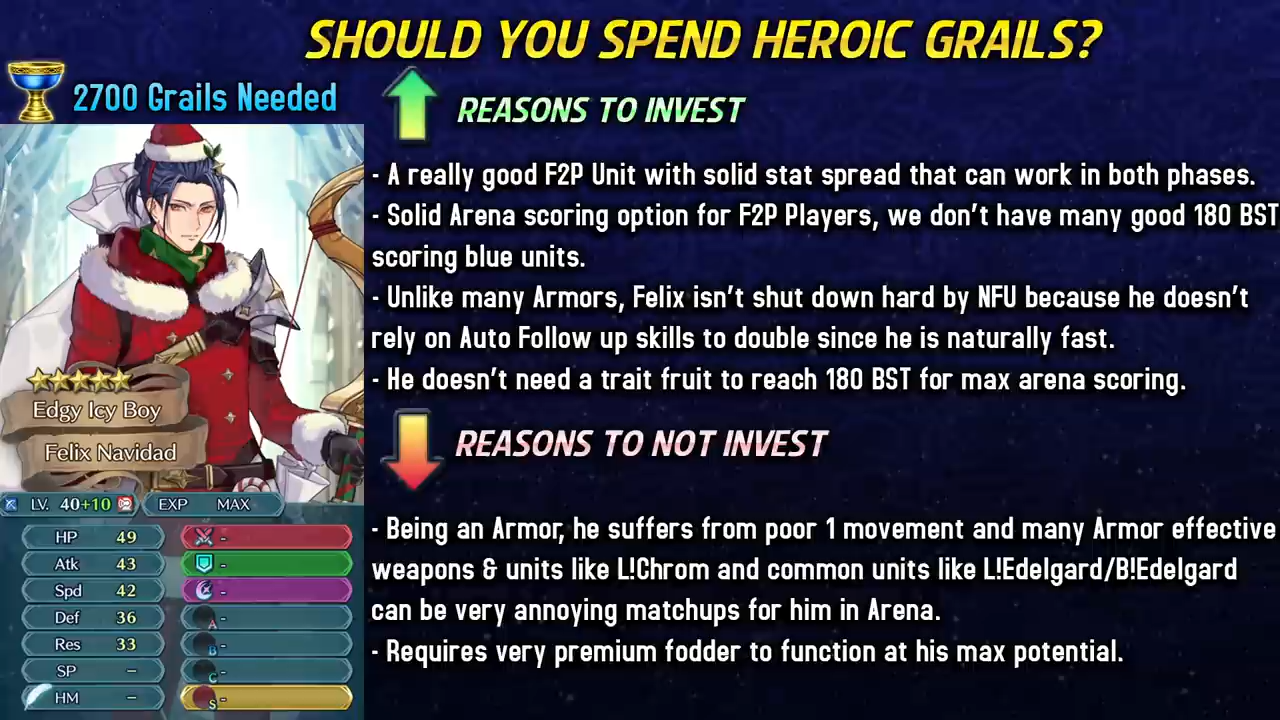 SHOULD YOU SPEND HEROIC GRAILS?
2700 Grails Needed
REASONS TO INVEST
- A really good F2P Unit with solid stat spread that can work in both phases.
- Solid Arena scoring option for F2P Players, we don't have many good 180 BST
scoring blue units.
- Unlike many Armors, Felix isn't shut down hard by NFU because he doesn't
rely on Auto Follow up skills to double since he is naturally fast.
- He doesn't need a trait fruit to reach 180 BST for max arena scoring.
REASONS TO NOT INVEST
- Being an Armor, he suffers from poor 1 movement and many Armor effective
weapons & units like L!Chrom and common units like L!Edelgard/B!Edelgard
can be very annoying matchups for him in Arena.
- Requires very premium fodder to function at his max potential.
Edgy Icy Boy
Felix Navidad
LV. 40+10 EXP MAX
HP 49 -
Atk 43 -
Spd 42 -
Def 36 A -
Res 33 B -
SP - C -
HM - S -